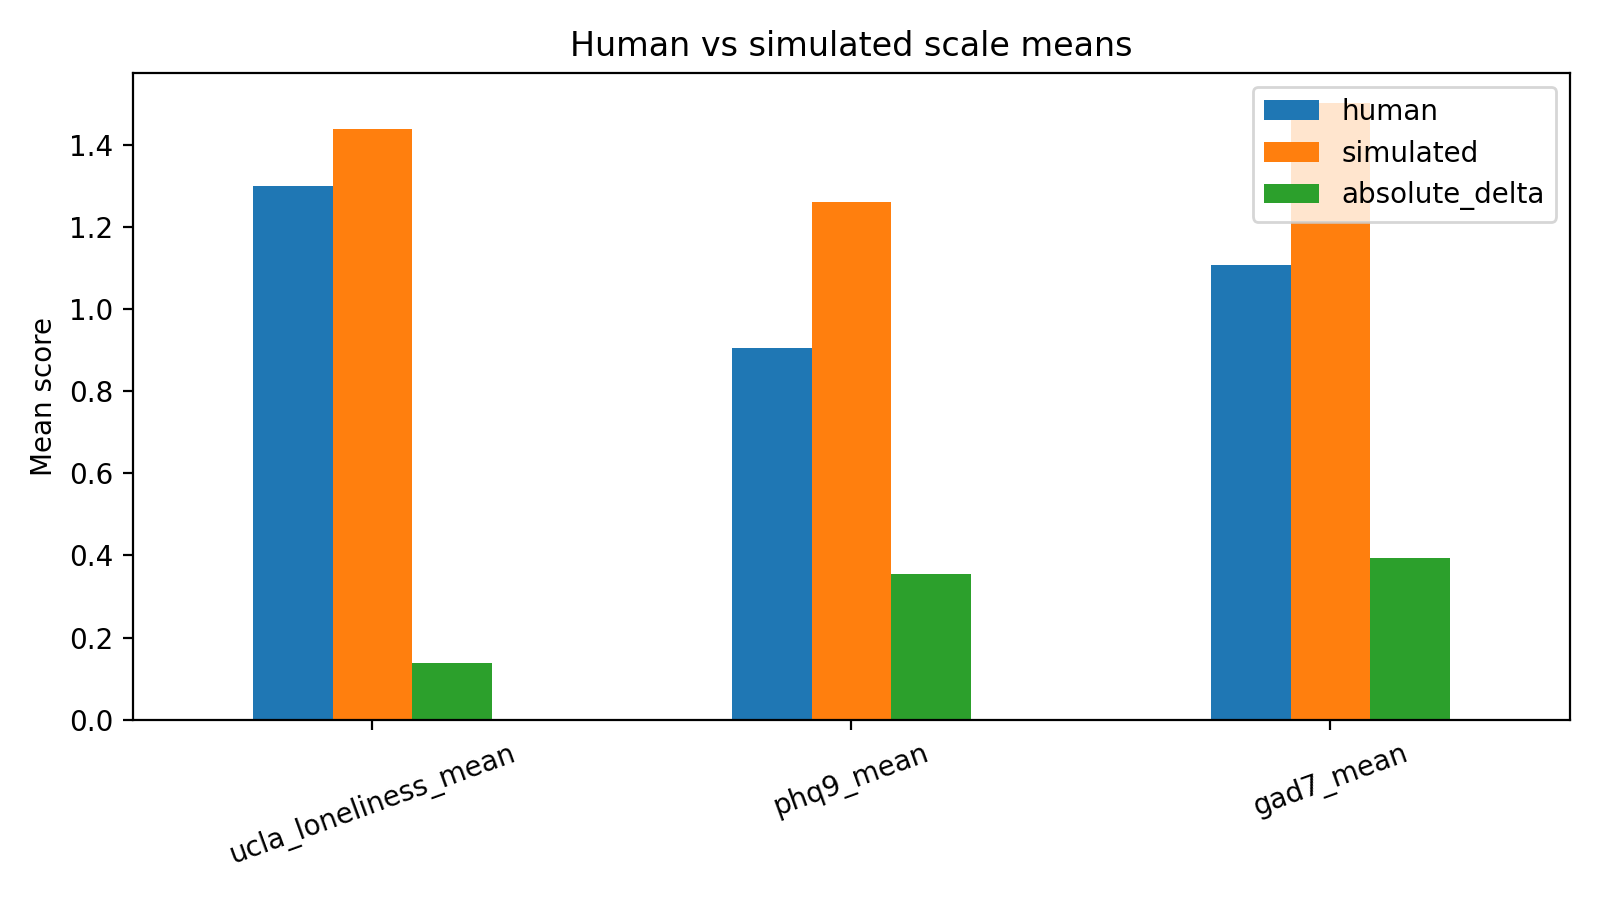 Human vs simulated scale means
human
simulated
absolute_delta
Mean score
1.4
1.2
1.0
0.8
0.6
0.4
0.2
0.0
ucla_loneliness_mean
phq9_mean
gad7_mean